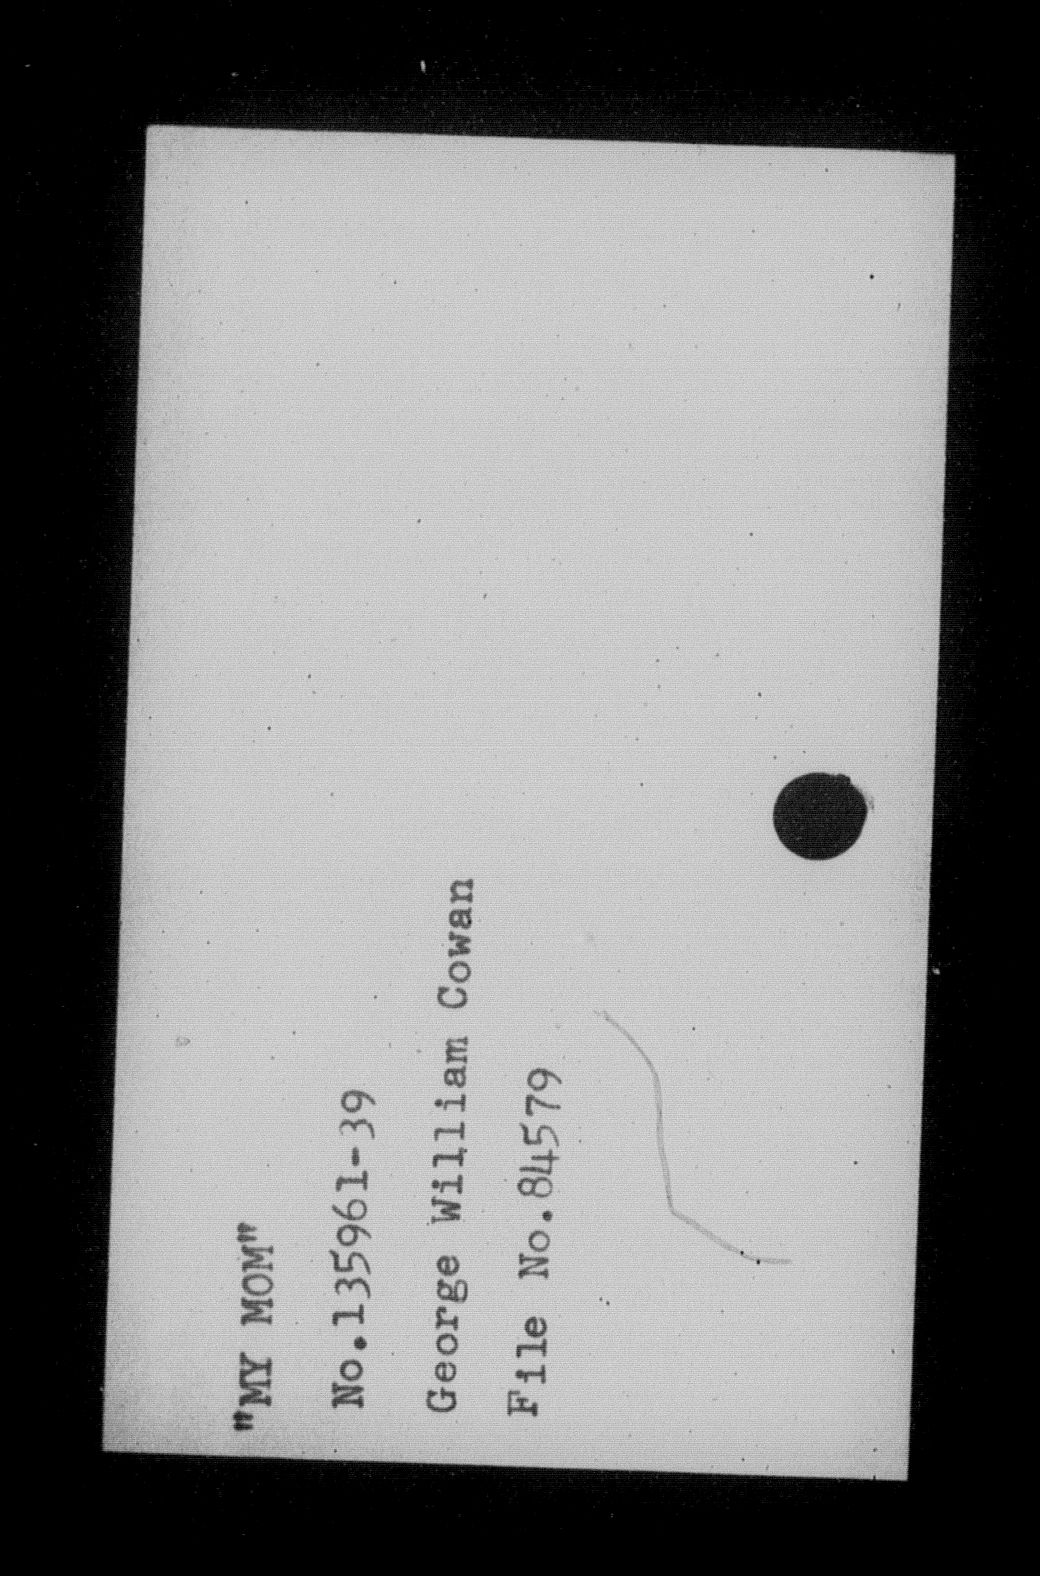 "MY MOM"
No.135961-39
George William Cowan
File No.84579